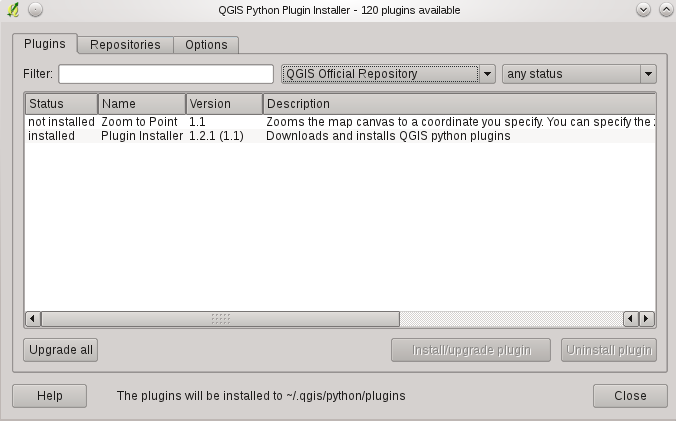 QGIS Python Plugin Installer - 120 plugins available
Plugins Repositories Options
Filter: QGIS Official Repository any status
Status Name Version Description
not installed Zoom to Point 1.1 Zooms the map canvas to a coordinate you specify. You can specify the
installed Plugin Installer 1.2.1 (1.1) Downloads and installs QGIS python plugins
Upgrade all Install/upgrade plugin Uninstall plugin
Help The plugins will be installed to ~/.qgis/python/plugins Close